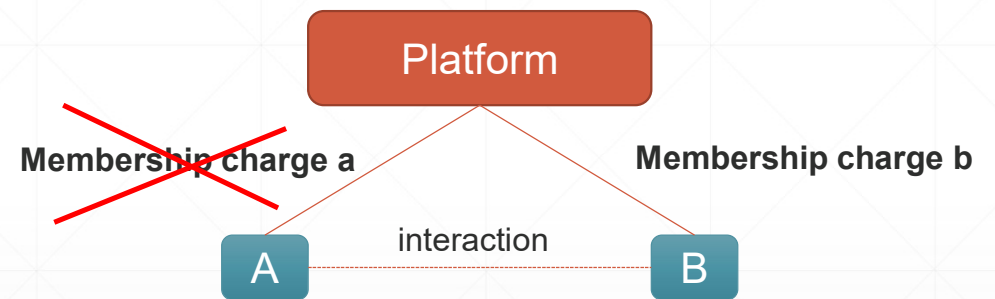 Platform
Membership charge a
Membership charge b
interaction
A
B